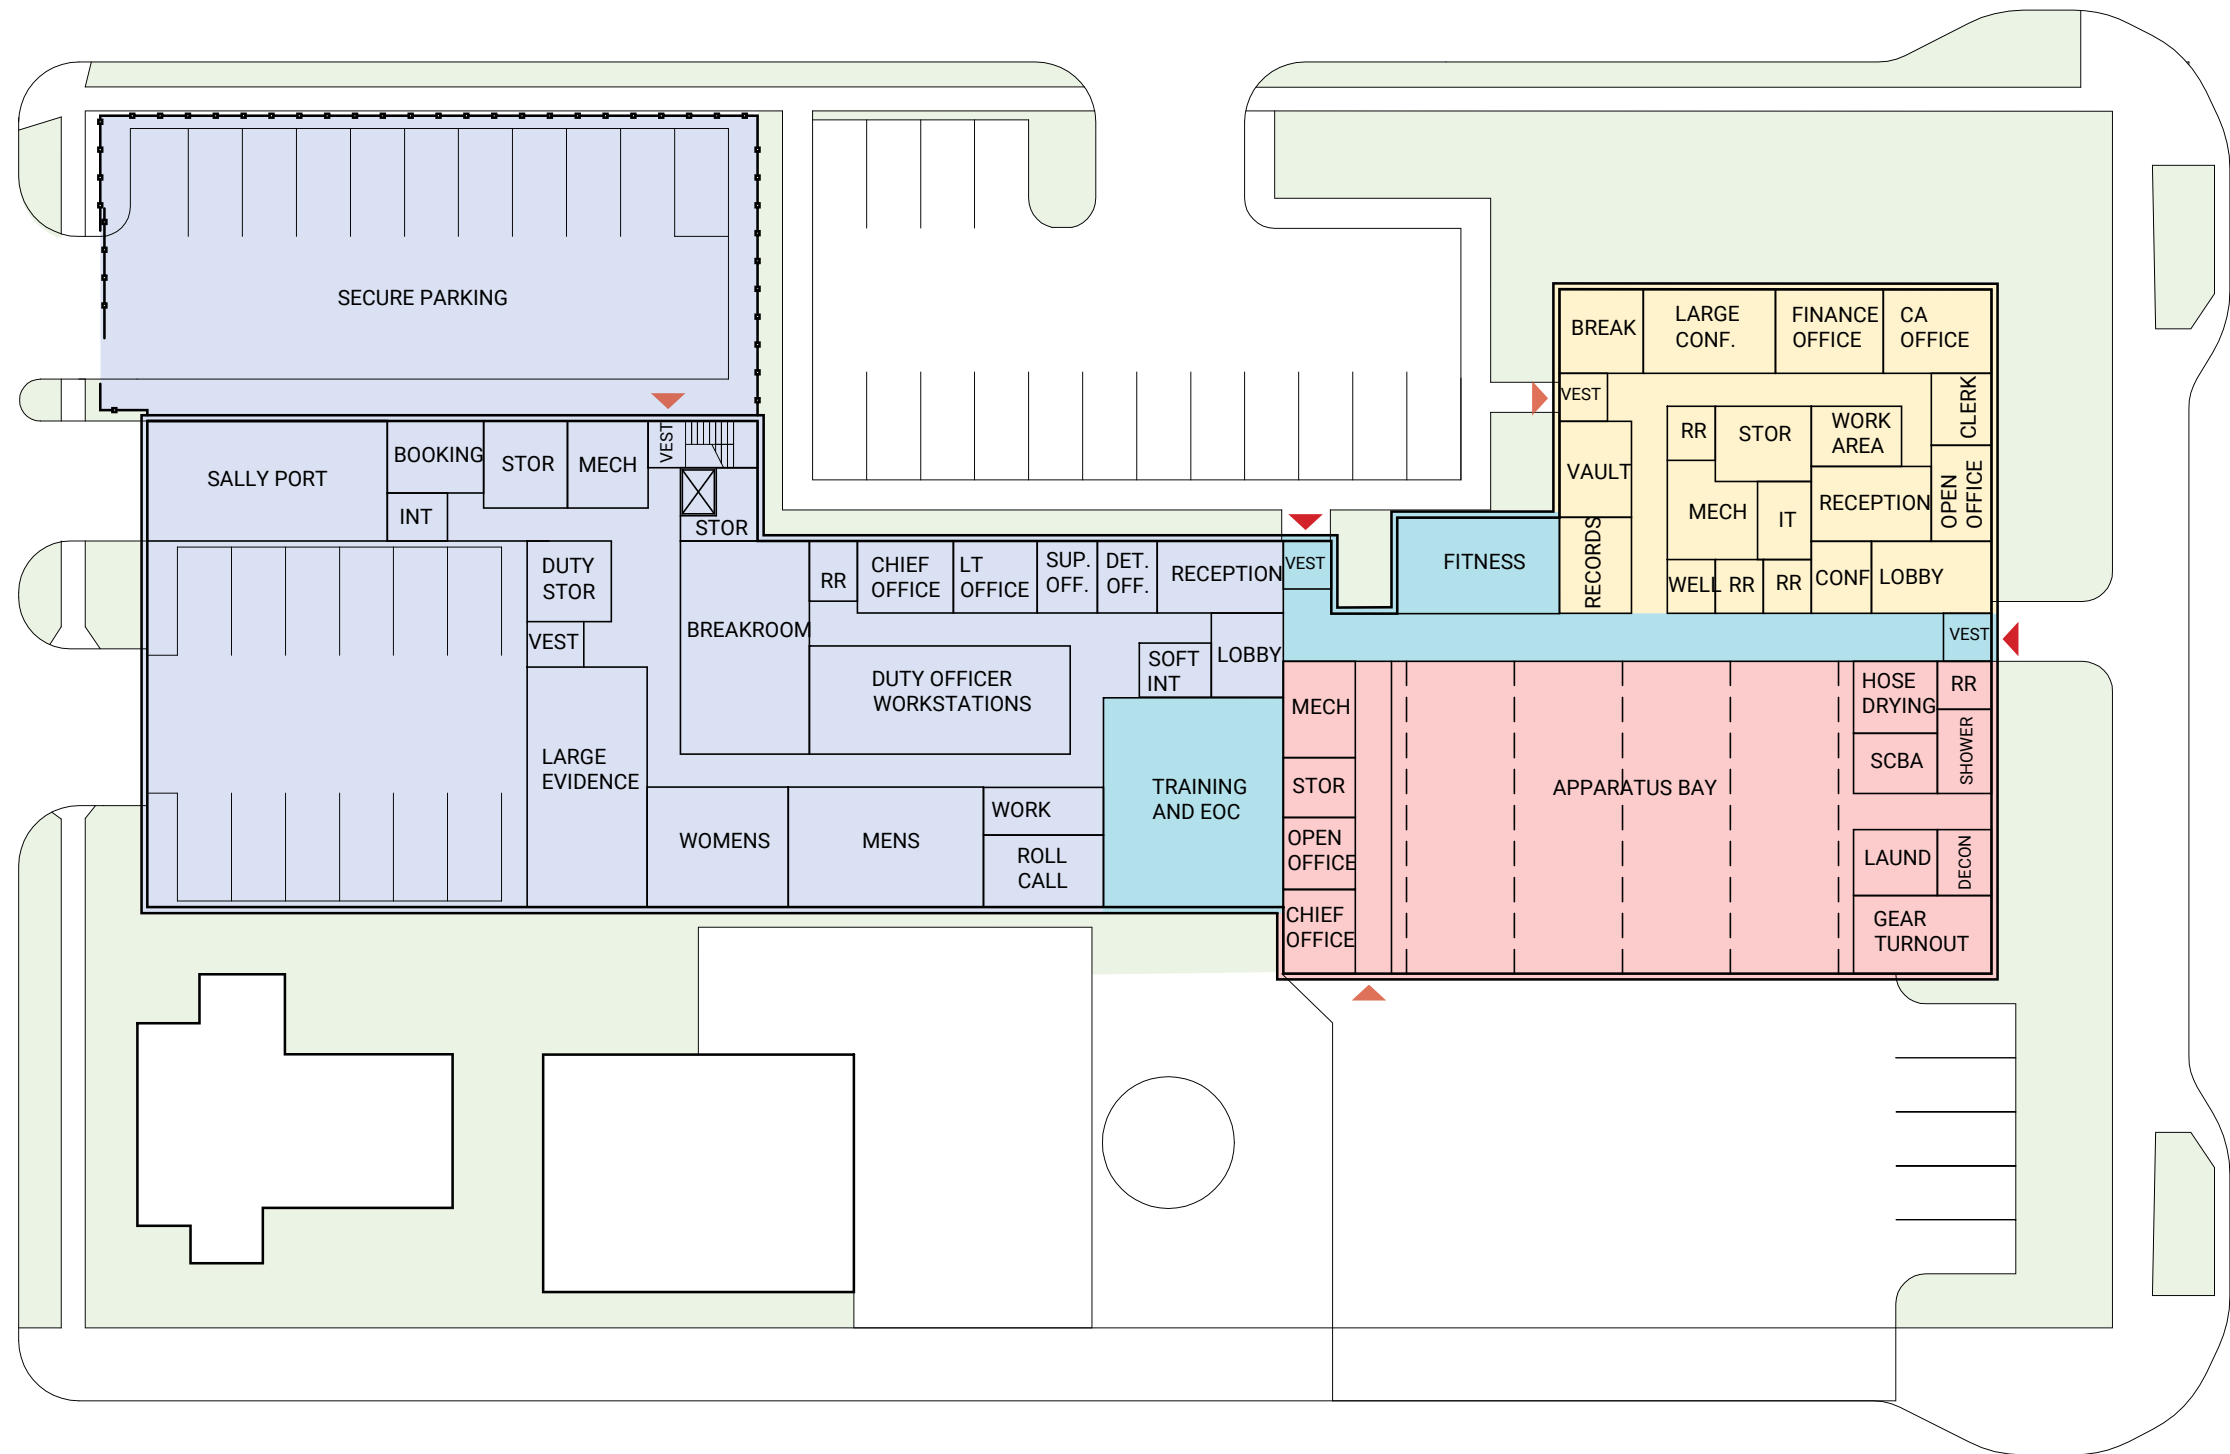 SECURE PARKING
BREAK
LARGE
CONF.
FINANCE
OFFICE
CA
OFFICE
VEST
CLERK
VAULT
RR
STOR
WORK
AREA
MECH
IT
RECEPTION
OPEN
OFFICE
RECORDS
WELL
RR
RR
CONF
LOBBY
SALLY PORT
BOOKING
INT
STOR
MECH
VEST
STOR
DUTY
STOR
VEST
LARGE
EVIDENCE
BREAKROOM
RR
CHIEF
OFFICE
LT
OFFICE
SUP.
OFF.
DET.
OFF.
RECEPTION
VEST
FITNESS
VEST
DUTY OFFICER
WORKSTATIONS
SOFT
INT
LOBBY
WOMENS
MENS
WORK
ROLL
CALL
TRAINING
AND EOC
MECH
STOR
OPEN
OFFICE
CHIEF
OFFICE
APPARATUS BAY
HOSE
DRYING
RR
SCBA
SHOWER
LAUND
DECON
GEAR
TURNOUT